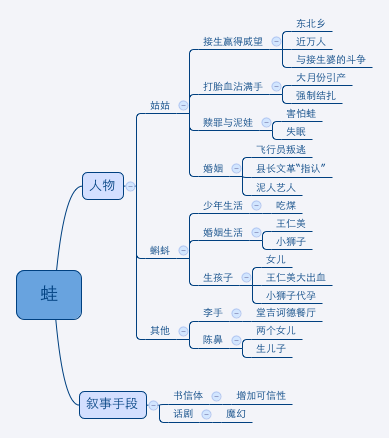 蛙
人物
姑姑
接生赢得威望
东北乡
近万人
与接生婆的斗争
打胎血沾满手
大月份引产
强制结扎
赎罪与泥娃
害怕蛙
失眠
婚姻
飞行员叛逃
县长文革“指认”
泥人艺人
蝌蚪
少年生活
吃煤
婚姻生活
王仁美
小狮子
生孩子
女儿
王仁美大出血
小狮子代孕
其他
李手
堂吉诃德餐厅
陈鼻
两个女儿
生儿子
叙事手段
书信体
增加可信性
话剧
魔幻